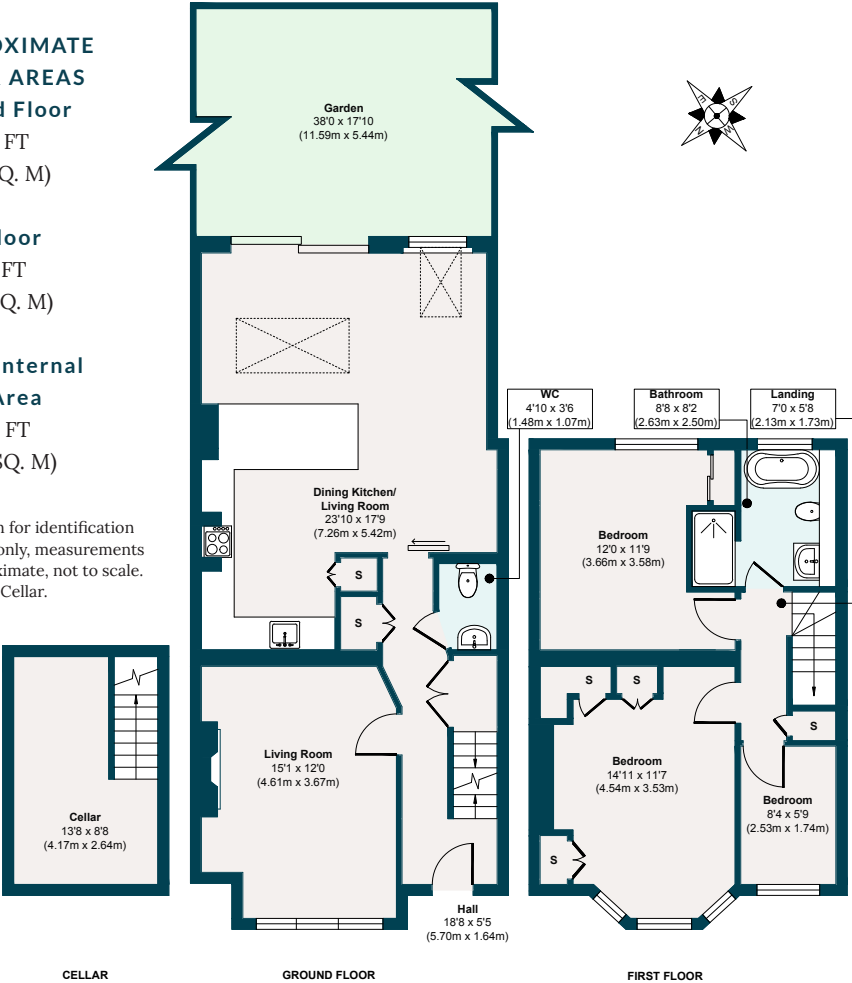 OXIMATE
AREAS
d Floor
FT
Q. M)
loor
FT
Q. M)
nternal
Area
FT
SQ. M)
n for identification
only, measurements
ximate, not to scale.
Cellar.
Garden
38'0 x 17'10
(11.59m x 5.44m)
E
S
N
W
WC
4'10 x 3'6
(1.48m x 1.07m)
Bathroom
8'8 x 8'2
(2.63m x 2.50m)
Landing
7'0 x 5'8
(2.13m x 1.73m)
Dining Kitchen/
Living Room
23'10 x 17'9
(7.26m x 5.42m)
S
S
Bedroom
12'0 x 11'9
(3.66m x 3.58m)
Living Room
15'1 x 12'0
(4.61m x 3.67m)
S
S
S
S
Bedroom
14'11 x 11'7
(4.54m x 3.53m)
Bedroom
8'4 x 5'9
(2.53m x 1.74m)
Cellar
13'8 x 8'8
(4.17m x 2.64m)
Hall
18'8 x 5'5
(5.70m x 1.64m)
CELLAR
GROUND FLOOR
FIRST FLOOR